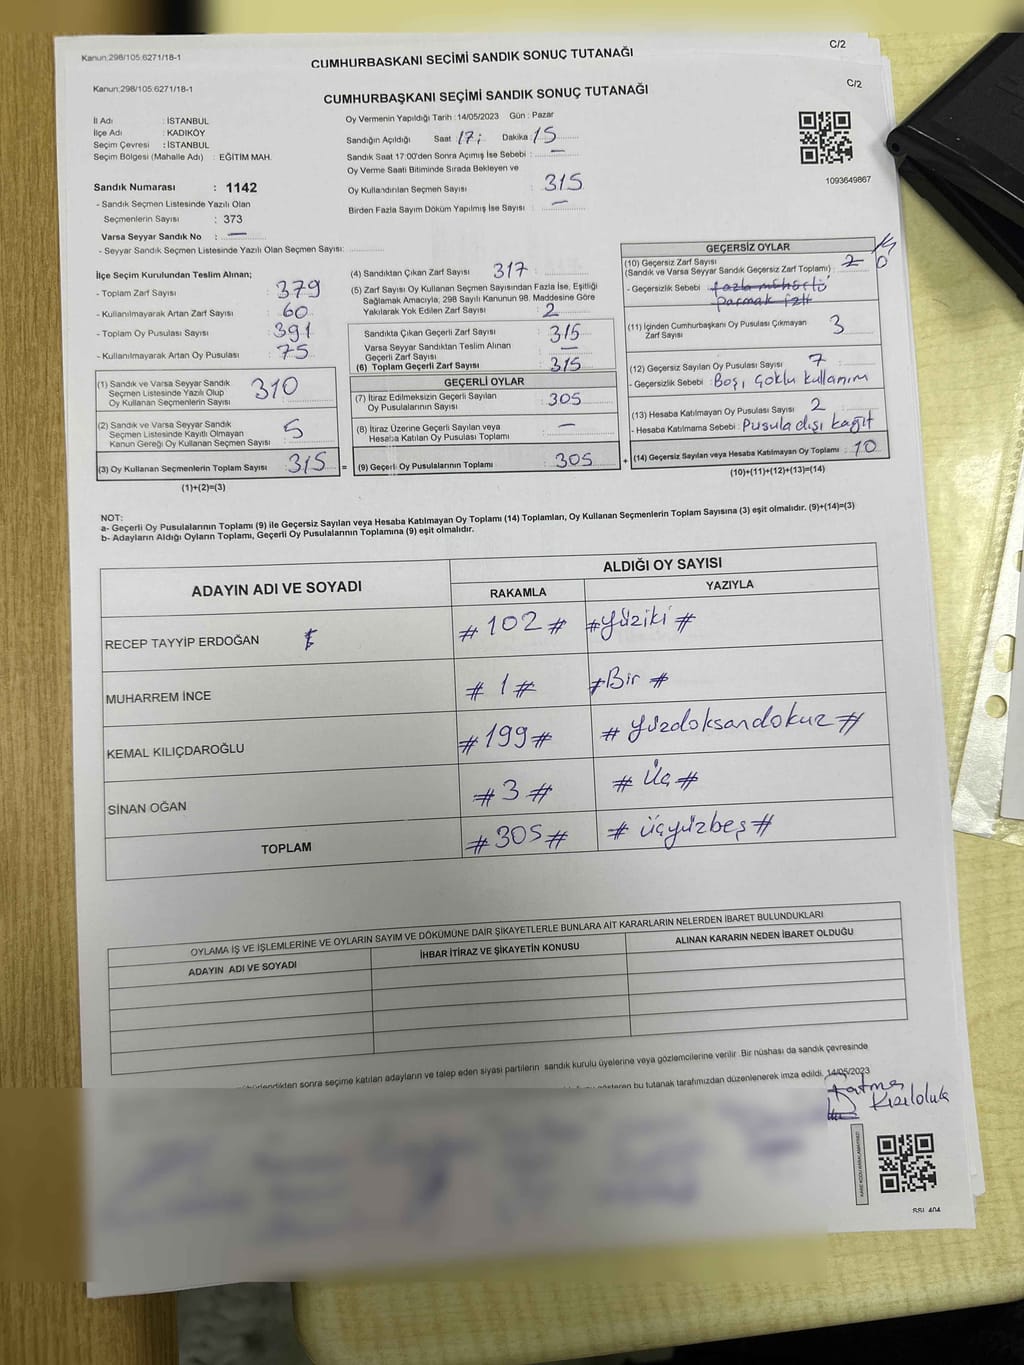 Kanun:298/105:6271/18-1
CUMHURBASKANI SEÇİMİ SANDIK SONUÇ TUTANAĞI
C/2
Kanun:298/105:6271/18-1
CUMHURBAŞKANI SEÇİMİ SANDIK SONUÇ TUTANAĞI
C/2
İl Adı : İSTANBUL
İlçe Adı : KADIKÖY
Seçim Çevresi : İSTANBUL
Seçim Bölgesi (Mahalle Adı) : EĞİTİM MAH.
Sandık Numarası : 1142
- Sandık Seçmen Listesinde Yazılı Olan
Seçmenlerin Sayısı : 373
Varsa Seyyar Sandık No : —
- Seyyar Sandık Seçmen Listesinde Yazılı Olan Seçmen Sayısı:
Oy Vermenin Yapıldığı Tarih : 14/05/2023 Gün : Pazar
Sandığın Açıldığı Saat 17: Dakika : 15
Sandık Saat 17:00'den Sonra Açımış İse Sebebi : —
Oy Verme Saati Bitiminde Sırada Bekleyen ve
Oy Kullandırılan Seçmen Sayısı : 315
Birden Fazla Sayım Döküm Yapılmış İse Sayısı : —
1093649867
İlçe Seçim Kurulundan Teslim Alınan;
- Toplam Zarf Sayısı : 379
- Kullanılmayarak Artan Zarf Sayısı : 60
- Toplam Oy Pusulası Sayısı : 391
- Kullanılmayarak Artan Oy Pusulası : 75
(1) Sandık ve Varsa Seyyar Sandık
Seçmen Listesinde Yazılı Olup
Oy Kullanan Seçmenlerin Sayısı : 310
(2) Sandık ve Varsa Seyyar Sandık
Seçmen Listesinde Kayıtlı Olmayan
Kanun Gereği Oy Kullanan Seçmen Sayısı : 5
(3) Oy Kullanan Seçmenlerin Toplam Sayısı : 315 =
(1)+(2)=(3)
(4) Sandıktan Çıkan Zarf Sayısı : 317
(5) Zarf Sayısı Oy Kullanan Seçmen Sayısından Fazla İse, Eşitliği
Sağlamak Amacıyla, 298 Sayılı Kanunun 98. Maddesine Göre
Yakılarak Yok Edilen Zarf Sayısı : 2
Sandıkta Çıkan Geçerli Zarf Sayısı : 315
Varsa Seyyar Sandıktan Teslim Alınan
Geçerli Zarf Sayısı : —
(6) Toplam Geçerli Zarf Sayısı : 315
GEÇERLİ OYLAR
(7) İtiraz Edilmeksizin Geçerli Sayılan
Oy Pusulalarının Sayısı : 305
(8) İtiraz Üzerine Geçerli Sayılan veya
Hesaba Katılan Oy Pusulası Toplamı : —
(9) Geçerli Oy Pusulalarının Toplamı : 305 +
GEÇERSİZ OYLAR
(10) Geçersiz Zarf Sayısı
(Sandık ve Varsa Seyyar Sandık Geçersiz Zarf Toplamı) : 2 0
- Geçersizlik Sebebi : fazla mühürlü
parmak izli
(11) İçinden Cumhurbaşkanı Oy Pusulası Çıkmayan
Zarf Sayısı : 3
(12) Geçersiz Sayılan Oy Pusulası Sayısı : 7
- Geçersizlik Sebebi : Boş, çoklu kullanım
(13) Hesaba Katılmayan Oy Pusulası Sayısı : 2
- Hesaba Katılmama Sebebi : Pusula dışı kağıt
(14) Geçersiz Sayılan veya Hesaba Katılmayan Oy Toplamı : 10
(10)+(11)+(12)+(13)=(14)
NOT:
a- Geçerli Oy Pusulalarının Toplamı (9) ile Geçersiz Sayılan veya Hesaba Katılmayan Oy Toplamı (14) Toplamları, Oy Kullanan Seçmenlerin Toplam Sayısına (3) eşit olmalıdır. (9)+(14)=(3)
b- Adayların Aldığı Oyların Toplamı, Geçerli Oy Pusulalarının Toplamına (9) eşit olmalıdır.
ADAYIN ADI VE SOYADI
ALDIĞI OY SAYISI
RAKAMLA YAZIYLA
RECEP TAYYİP ERDOĞAN # 102 # # Yüziki #
MUHARREM İNCE # 1 # # Bir #
KEMAL KILIÇDAROĞLU # 199 # # yüzdoksandokuz #
SİNAN OĞAN # 3 # # Üç #
TOPLAM # 305 # # üçyüzbeş #
OYLAMA İŞ VE İŞLEMLERİNE VE OYLARIN SAYIM VE DÖKÜMÜNE DAİR ŞİKAYETLERLE BUNLARA AİT KARARLARIN NELERDEN İBARET BULUNDUKLARI
ADAYIN ADI VE SOYADI İHBAR İTİRAZ VE ŞİKAYETİN KONUSU ALINAN KARARIN NEDEN İBARET OLDUĞU
sonra seçime katılan adayların ve talep eden siyasi partilerin sandık kurulu üyelerine veya gözlemcilerine verilir. Bir nüshası da sandık çevresinde
gösteren bu tutanak tarafımızdan düzenlenerek imza edildi. 14/05/2023
Fatma
Kızıloluk